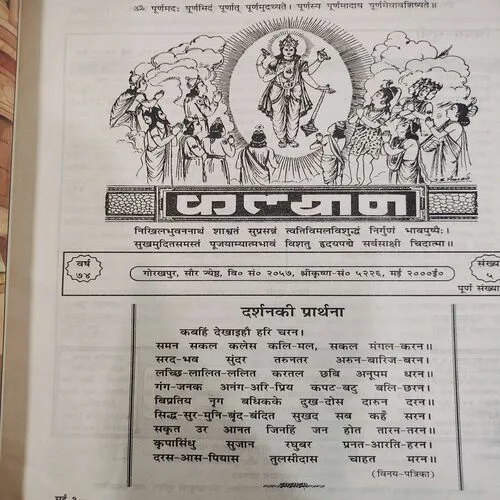 ॐ पूर्णमदः पूर्णमिदं पूर्णात् पूर्णमुदच्यते। पूर्णस्य पूर्णमादाय पूर्णमेवावशिष्यते॥
कल्याण
निखिलभुवननाथं शाश्वतं सुप्रसन्नं त्वतिविमलविशुद्धं निर्गुणं भावपुष्पैः।
सुखमुदितसमस्तं पूजयाम्यात्मभावं विशतु हृदयपद्मे सर्वसाक्षी चिदात्मा॥
वर्ष
७४
गोरखपुर, सौर ज्येष्ठ, वि० सं० २०५७, श्रीकृष्ण-सं० ५२२६, मई २०००ई०
संख्या
५
पूर्ण संख्या
दर्शनकी प्रार्थना
कबहिं देखाइहौ हरि चरन।
समन सकल कलेस कलि-मल, सकल मंगल-करन॥
सरद-भव सुंदर तरुनतर अरुन-बारिज-बरन।
लच्छि-लालित-ललित करतल छबि अनूपम धरन॥
गंग-जनक अनंग-अरि-प्रिय कपट-बटु बलि-छरन।
बिप्रतिय नृग बधिकके दुख-दोस दारुन दरन॥
सिद्ध-सुर-मुनि-बृंद-बंदित सुखद सब कहँ सरन।
सकृत उर आनत जिनहिं जन होत तारन-तरन॥
कृपासिंधु सुजान रघुबर प्रनत-आरति-हरन।
दरस-आस-पियास तुलसीदास चाहत मरन॥
(विनय-पत्रिका)